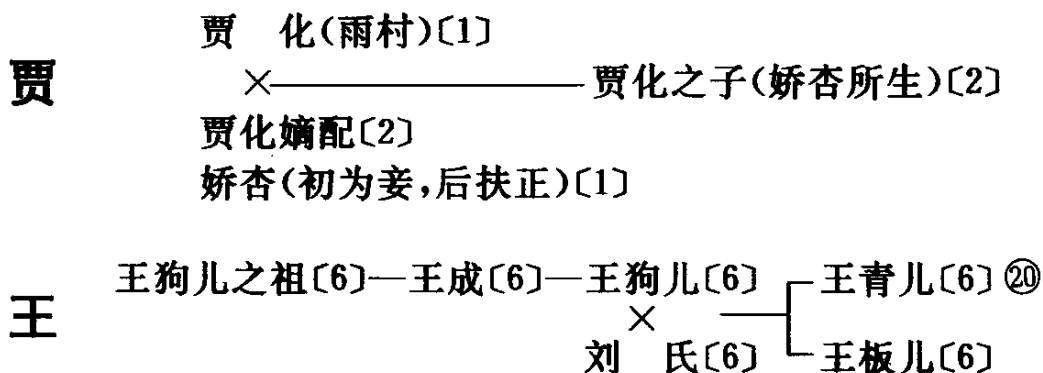 贾　化(雨村)〔1〕
贾
×
贾化之子(娇杏所生)〔2〕
贾化嫡配〔2〕
娇杏(初为妾,后扶正)〔1〕
王狗儿之祖〔6〕—王成〔6〕—王狗儿〔6〕 王青儿〔6〕⑳
王
×
刘　氏〔6〕 王板儿〔6〕